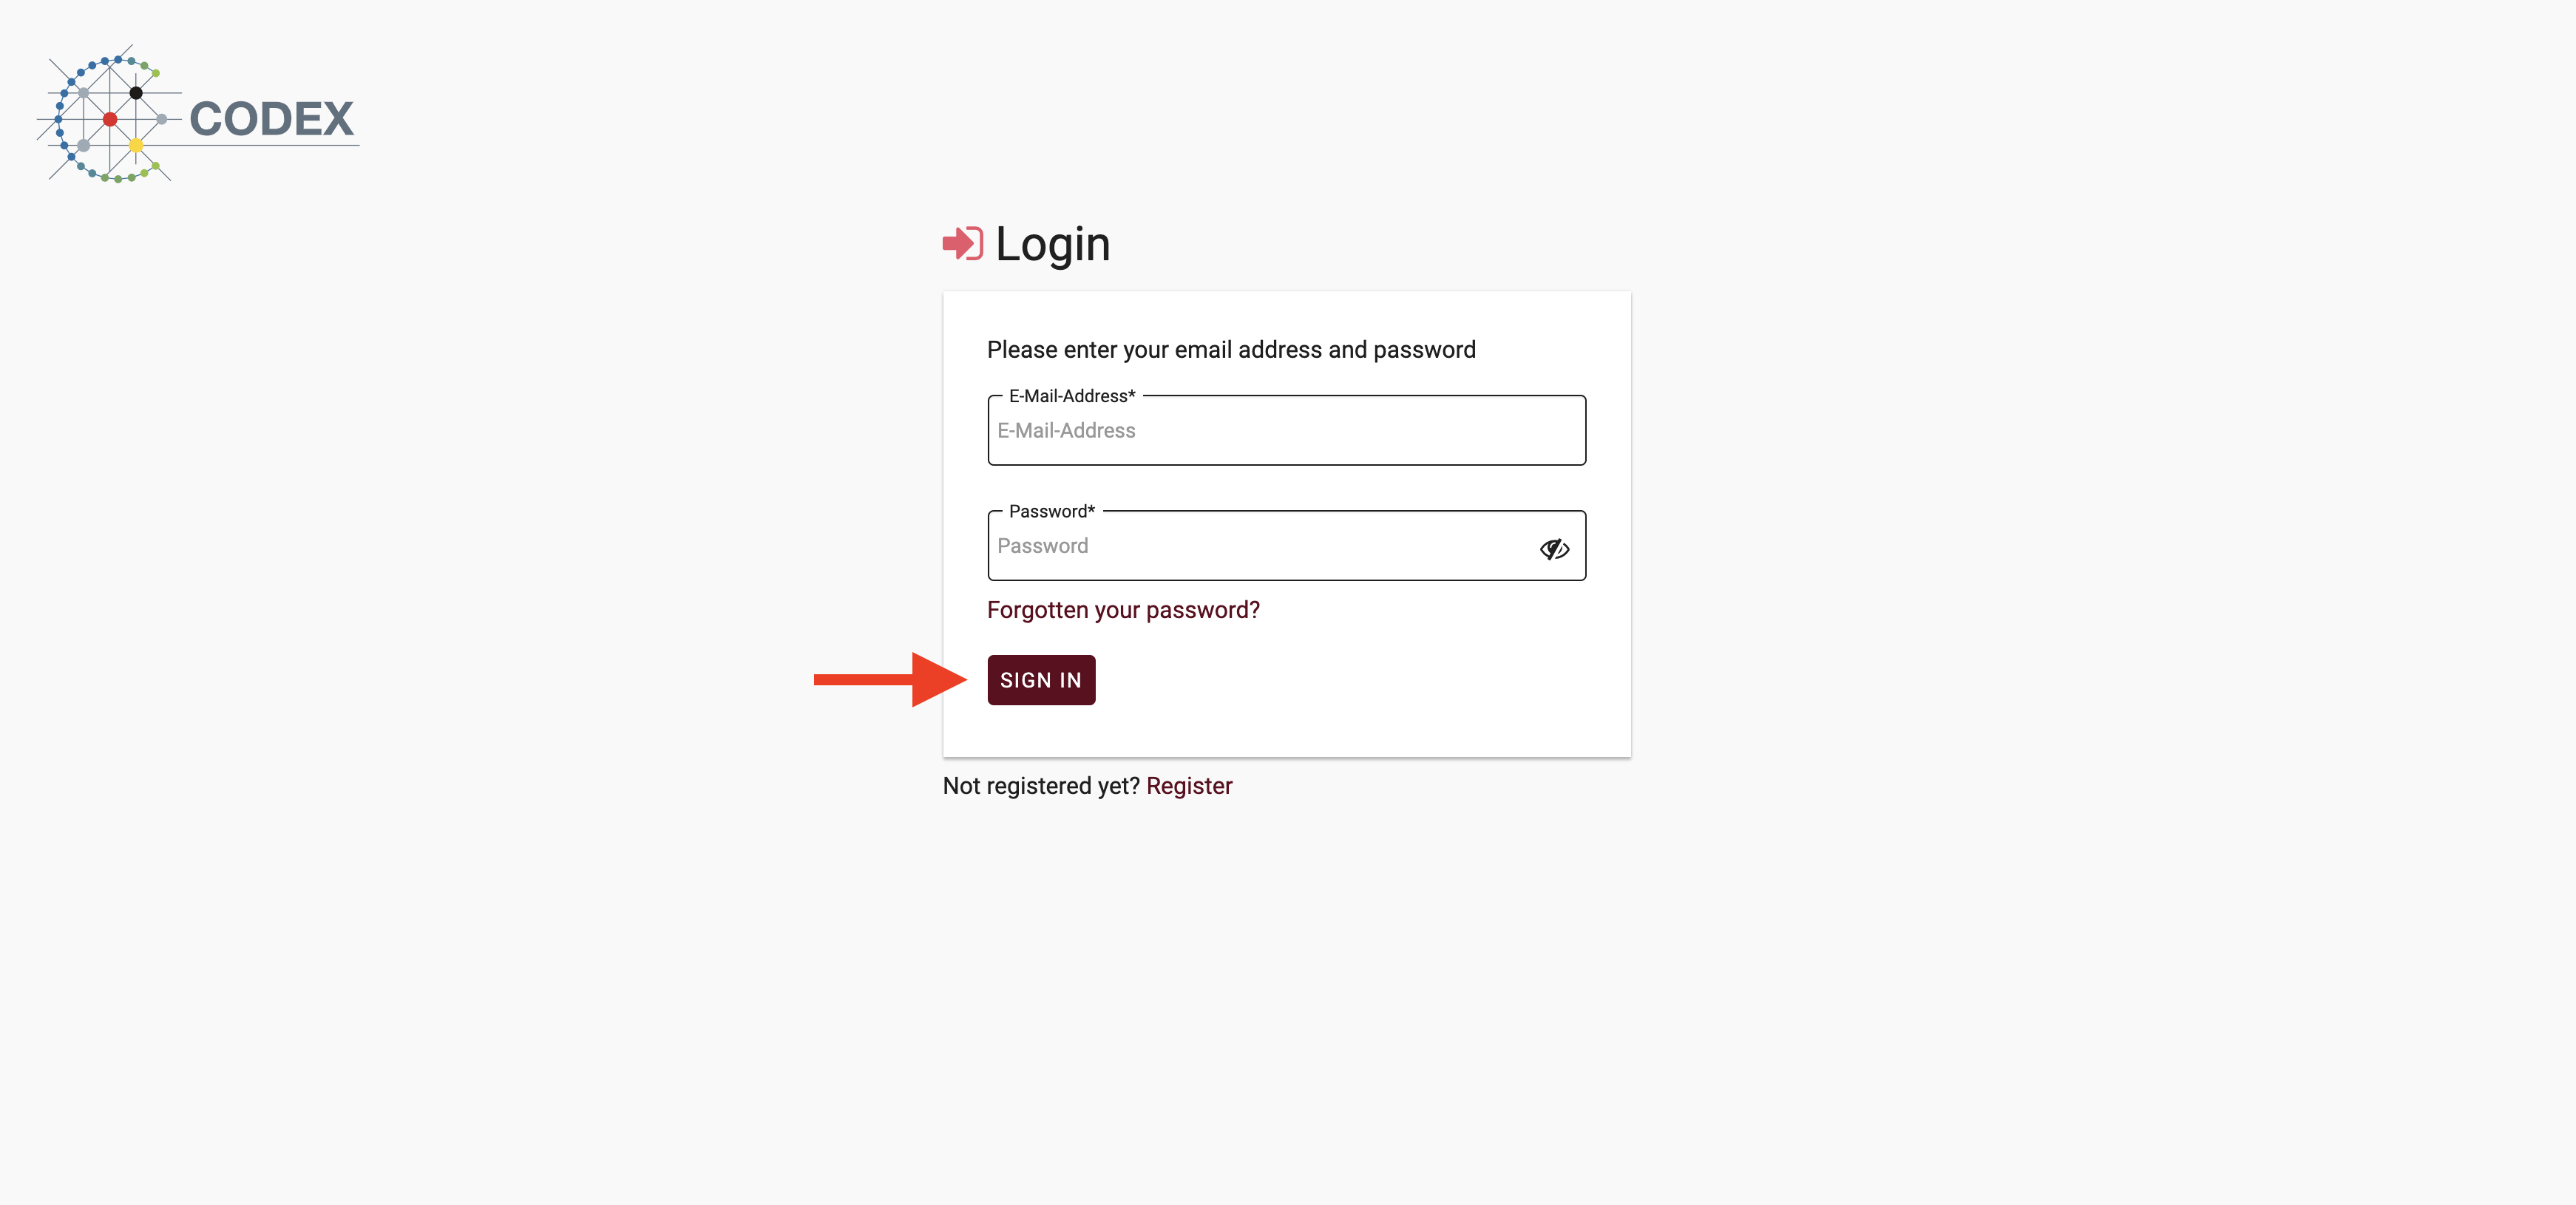 CODEX
Login
Please enter your email address and password
E-Mail-Address*
E-Mail-Address
Password*
Password
Forgotten your password?
SIGN IN
Not registered yet? Register